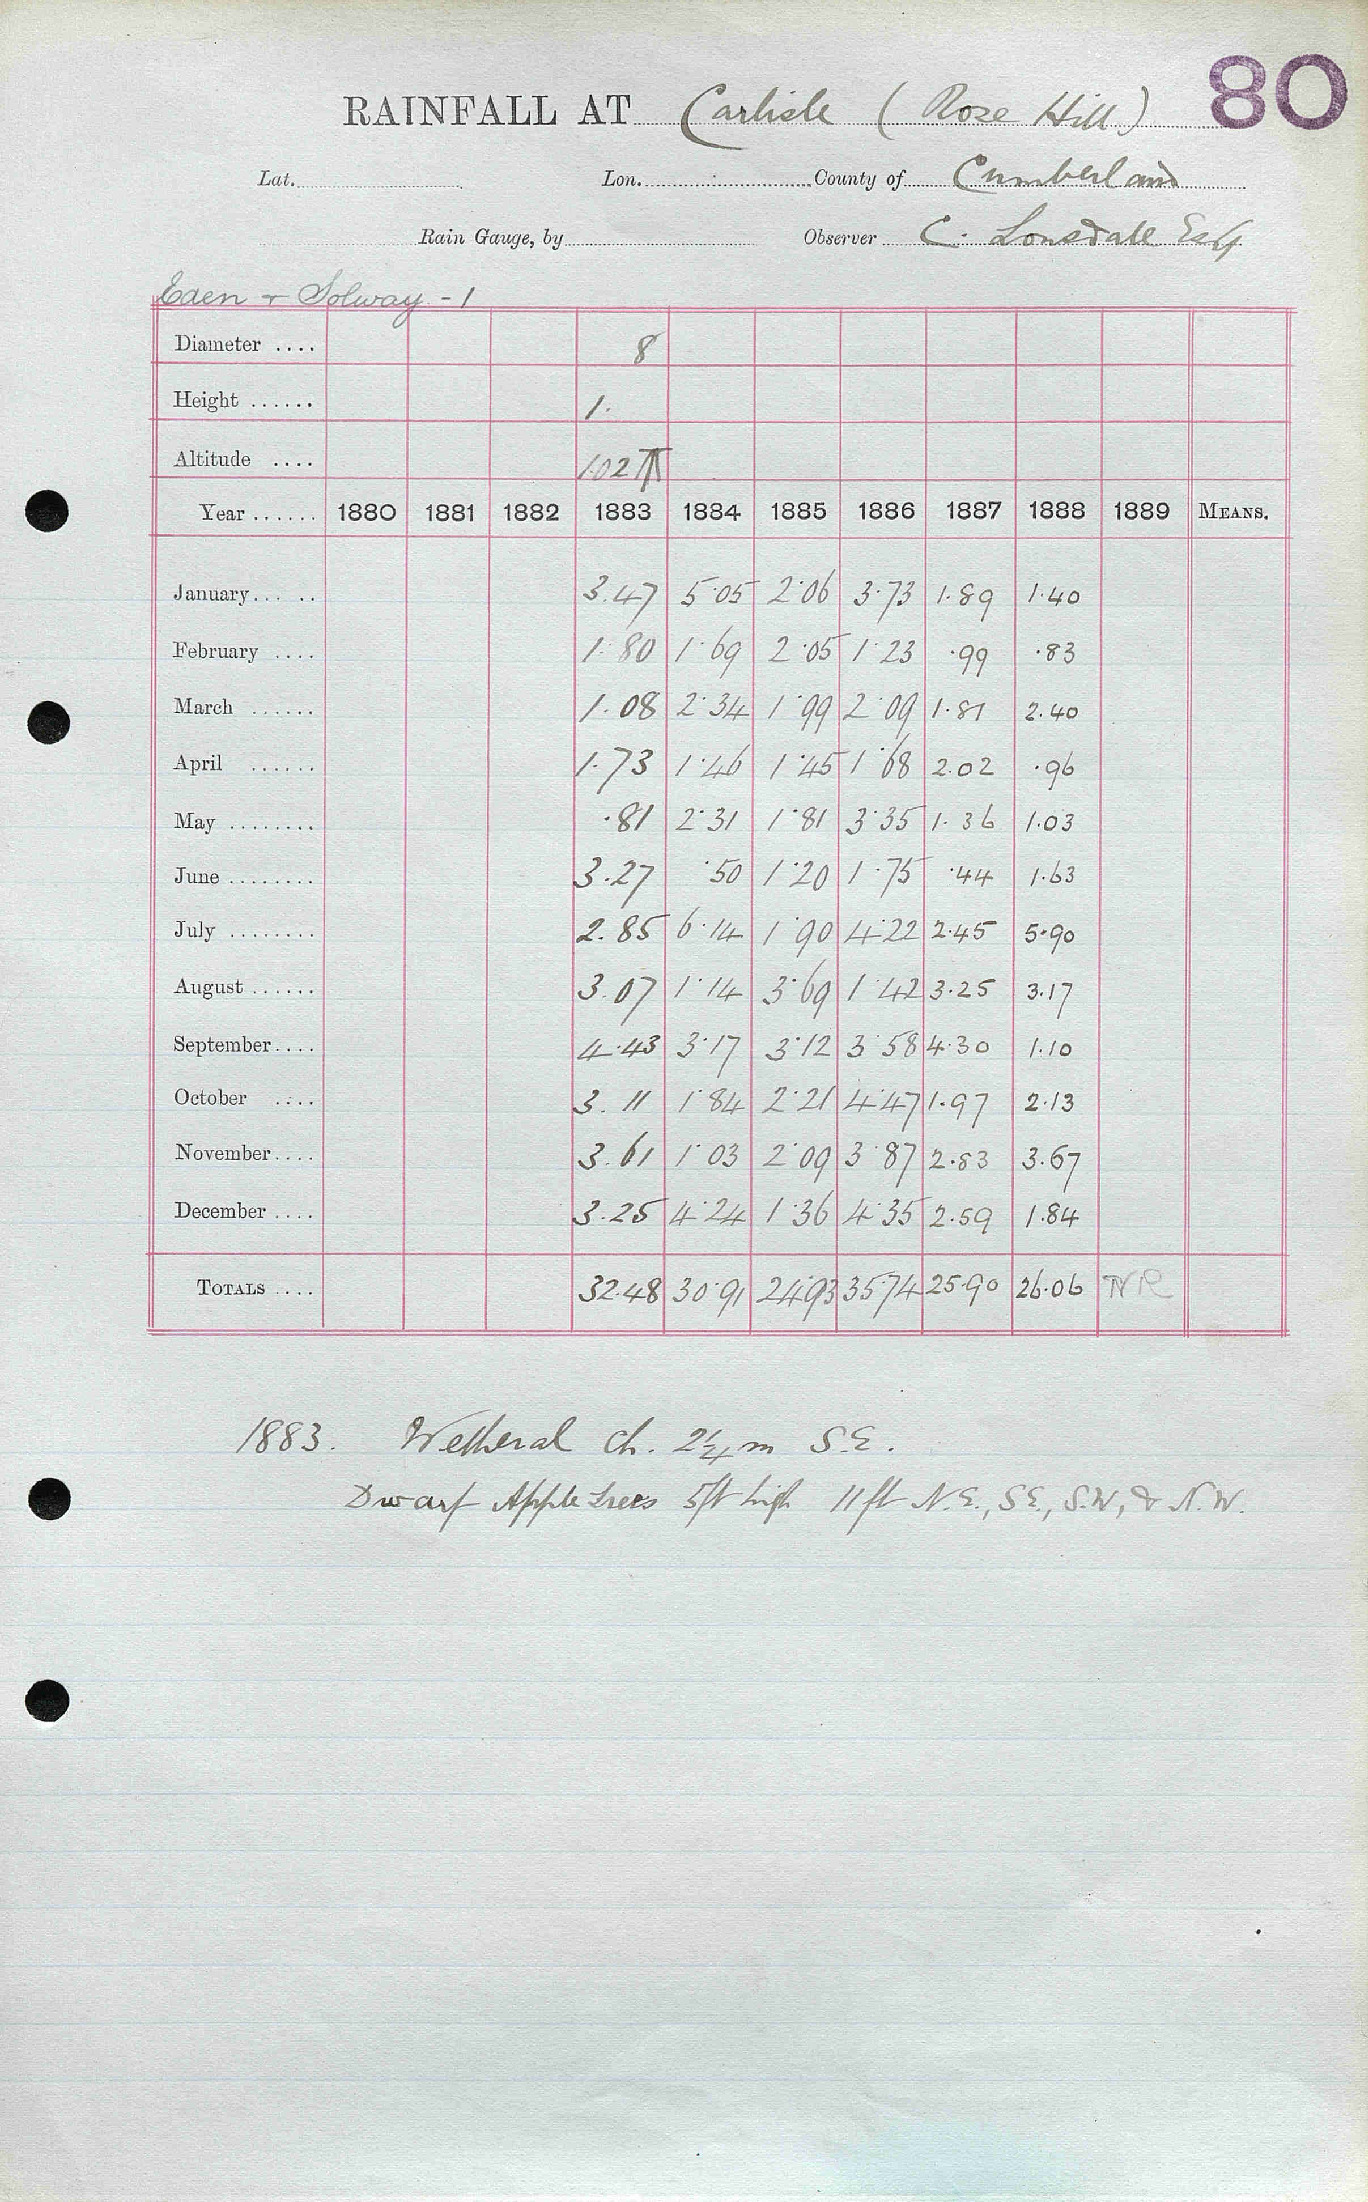 80
RAINFALL AT Carlisle (Rose Hill)
Lat. Lon. County of Cumberland
Rain Gauge, by Observer C. Lonsdale Esq
Eden + Solway - 1
Diameter .... 8
Height ...... 1.
Altitude .... 102
Year ...... 1880 1881 1882 1883 1884 1885 1886 1887 1888 1889 MEANS.
January ..... 3.47 5.05 2.06 3.73 1.89 1.40
February .... 1.80 1.69 2.05 1.23 .99 .83
March ...... 1.08 2.34 1.99 2.09 1.81 2.40
April ...... 1.73 1.46 1.45 1.68 2.02 .96
May ........ .81 2.31 1.81 3.35 1.36 1.03
June ........ 3.27 .50 1.20 1.75 .44 1.63
July ........ 2.85 6.14 1.90 4.22 2.45 5.90
August ...... 3.07 1.14 3.69 1.42 3.25 3.17
September .... 4.43 3.17 3.12 3.58 4.30 1.10
October .... 3.11 1.84 2.21 4.47 1.97 2.13
November .... 3.61 1.03 2.09 3.87 2.83 3.67
December .... 3.25 4.24 1.36 4.35 2.59 1.84
TOTALS .... 32.48 30.91 24.93 35.74 25.90 26.06 NR
1883. Wetheral Ch. 2¼ m S.E.
Dwarf Apple trees 5ft high 11ft N.E., S.E., S.W, & N.W.